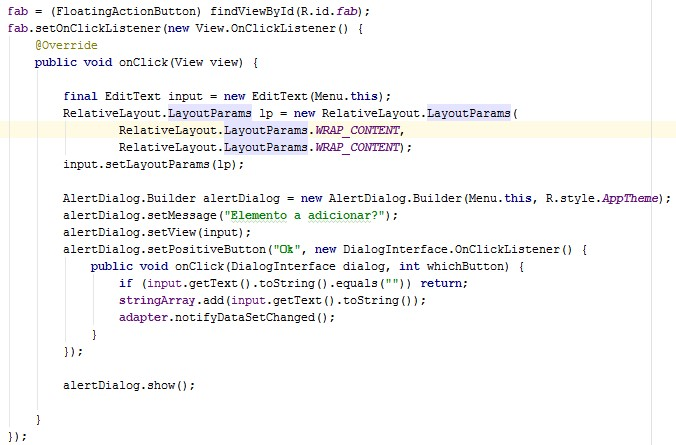 fab = (FloatingActionButton) findViewById(R.id.fab);
fab.setOnClickListener(new View.OnClickListener() {
    @Override
    public void onClick(View view) {

        final EditText input = new EditText(Menu.this);
        RelativeLayout.LayoutParams lp = new RelativeLayout.LayoutParams(
                RelativeLayout.LayoutParams.WRAP_CONTENT,
                RelativeLayout.LayoutParams.WRAP_CONTENT);
        input.setLayoutParams(lp);

        AlertDialog.Builder alertDialog = new AlertDialog.Builder(Menu.this, R.style.AppTheme);
        alertDialog.setMessage("Elemento a adicionar?");
        alertDialog.setView(input);
        alertDialog.setPositiveButton("Ok", new DialogInterface.OnClickListener() {
            public void onClick(DialogInterface dialog, int whichButton) {
                if (input.getText().toString().equals("")) return;
                stringArray.add(input.getText().toString());
                adapter.notifyDataSetChanged();
            }
        });

        alertDialog.show();

    }
});